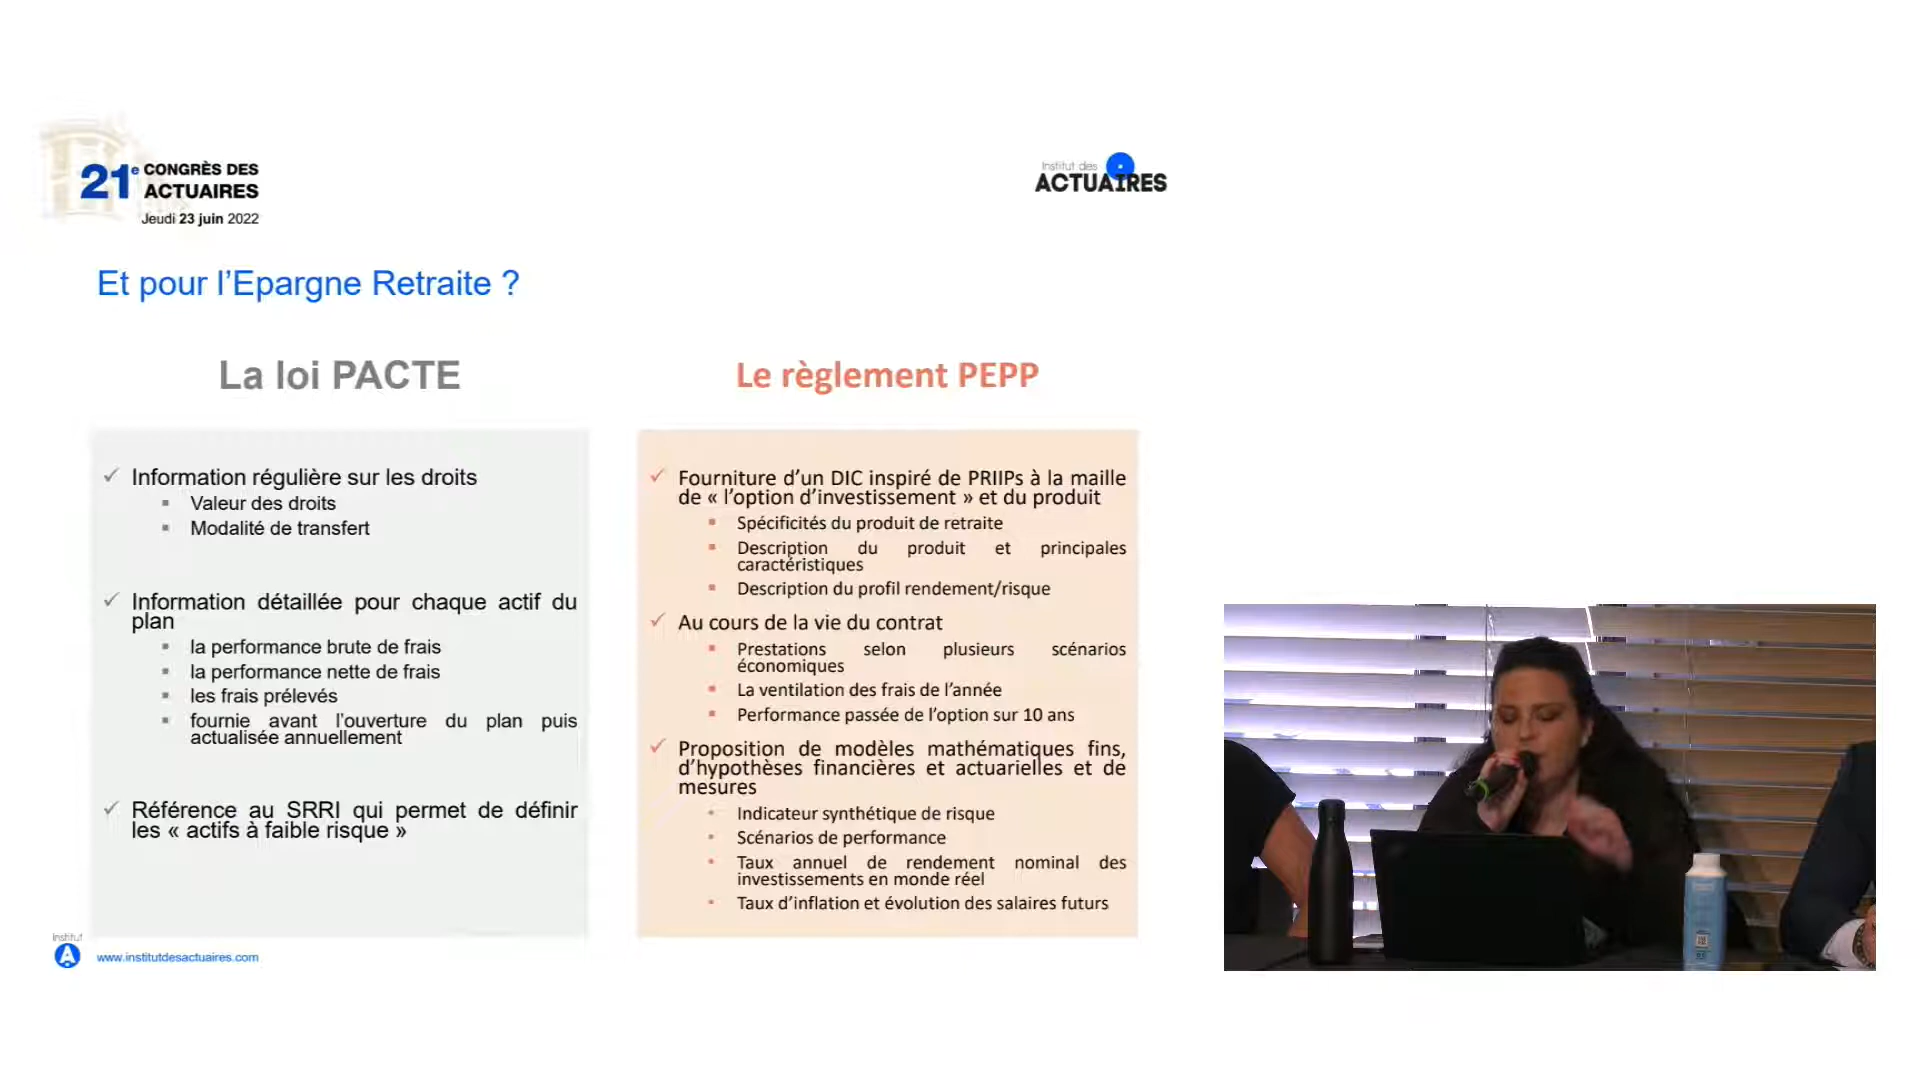 21e CONGRÈS DES
ACTUAIRES
Jeudi 23 juin 2022
Institut des
ACTUAIRES
Et pour l’Epargne Retraite ?
La loi PACTE
✓ Information régulière sur les droits
▪ Valeur des droits
▪ Modalité de transfert
✓ Information détaillée pour chaque actif du
plan
▪ la performance brute de frais
▪ la performance nette de frais
▪ les frais prélevés
▪ fournie avant l’ouverture du plan puis
actualisée annuellement
✓ Référence au SRRI qui permet de définir
les « actifs à faible risque »
Le règlement PEPP
✓ Fourniture d’un DIC inspiré de PRIIPs à la maille
de « l’option d’investissement » et du produit
▪ Spécificités du produit de retraite
▪ Description du produit et principales
caractéristiques
▪ Description du profil rendement/risque
✓ Au cours de la vie du contrat
▪ Prestations selon plusieurs scénarios
économiques
▪ La ventilation des frais de l’année
▪ Performance passée de l’option sur 10 ans
✓ Proposition de modèles mathématiques fins,
d’hypothèses financières et actuarielles et de
mesures
▪ Indicateur synthétique de risque
▪ Scénarios de performance
▪ Taux annuel de rendement nominal des
investissements en monde réel
▪ Taux d’inflation et évolution des salaires futurs
Institut
A
www.institutdesactuaires.com